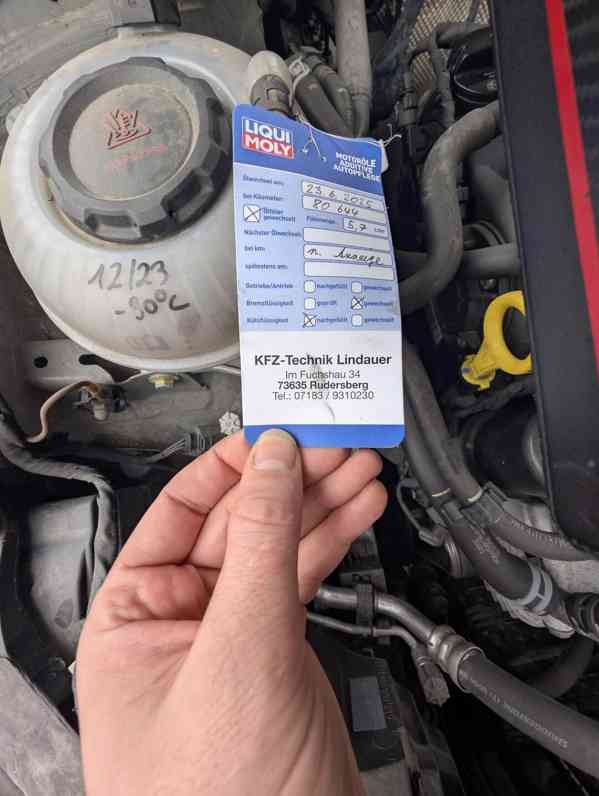 LIQUI
MOLY
MOTORÖLE
ADDITIVE
AUTOPFLEGE
Ölwechsel am: 23.6.2025
bei Kilometer: 80 644
Ölfilter
gewechselt
Füllmenge: 5,7 Liter
Nächster Ölwechsel:
bei km: n. Anzeige
spätestens am:
Getriebe/Antrieb nachgefüllt gewechselt
Bremsflüssigkeit geprüft gewechselt
Kühlflüssigkeit nachgefüllt gewechselt
KFZ-Technik Lindauer
Im Fuchshau 34
73635 Rudersberg
Tel.: 07183 / 9310230
12/23
-30°C